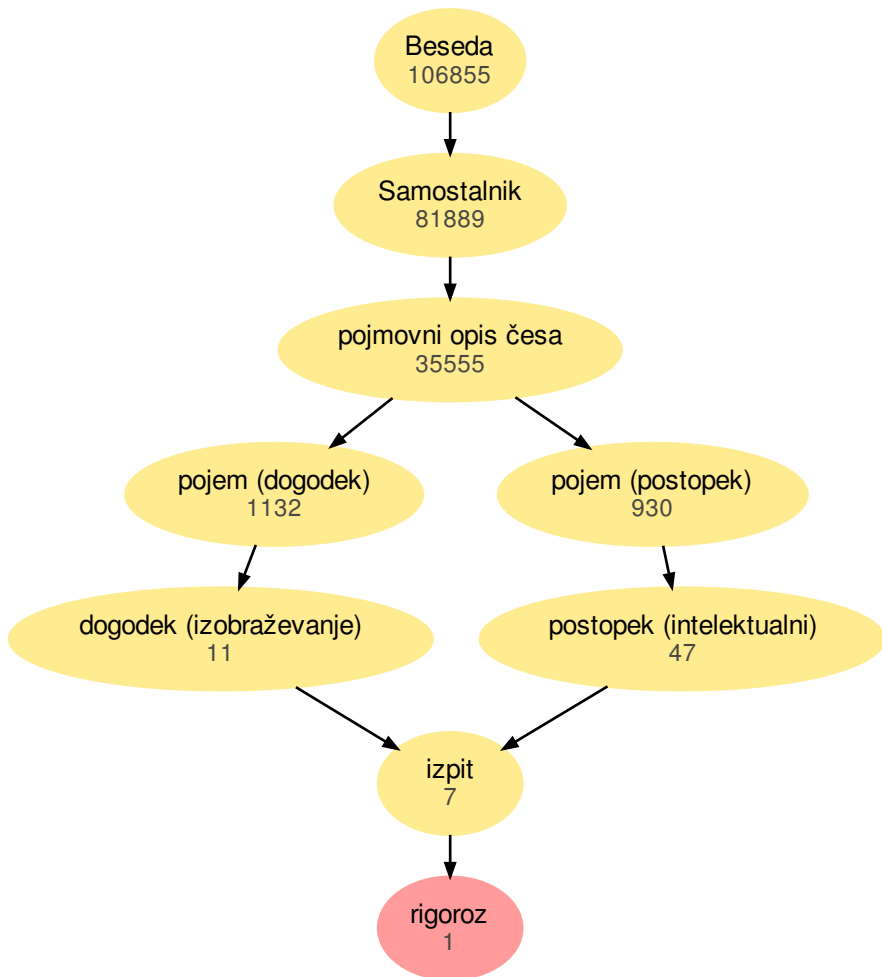 Beseda
106855
Samostalnik
81889
pojmovni opis česa
35555
pojem (dogodek)
1132
pojem (postopek)
930
dogodek (izobraževanje)
11
postopek (intelektualni)
47
izpit
7
rigoroz
1